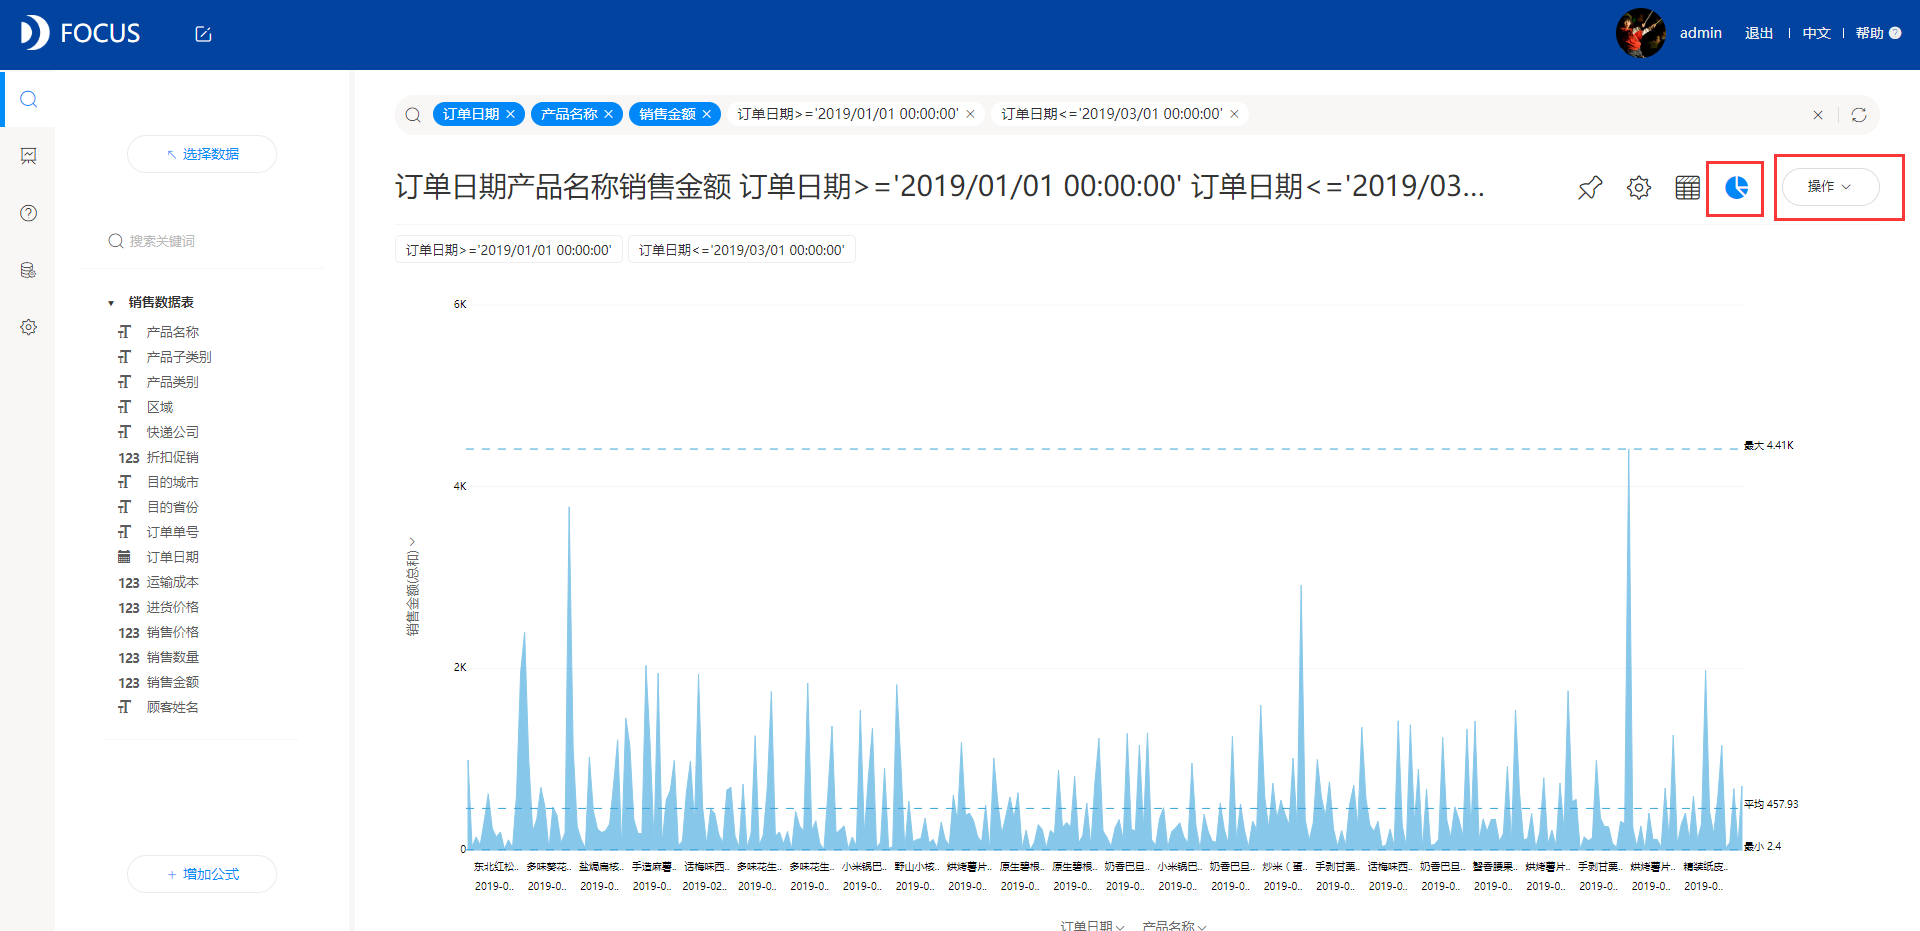 FOCUS
admin 退出 中文 帮助 ?
订单日期 × 产品名称 × 销售金额 × 订单日期>='2019/01/01 00:00:00' × 订单日期<='2019/03/01 00:00:00' ×
选择数据
订单日期产品名称销售金额 订单日期>='2019/01/01 00:00:00' 订单日期<='2019/03...
操作
搜索关键词
订单日期>='2019/01/01 00:00:00' 订单日期<='2019/03/01 00:00:00'
销售数据表
产品名称
产品子类别
产品类别
区域
快递公司
123 折扣促销
目的城市
目的省份
订单单号
订单日期
123 运输成本
123 进货价格
123 销售价格
123 销售数量
123 销售金额
顾客姓名
+ 增加公式
6K
4K
2K
0
销售金额(总和)
最大 4.41K
平均 457.93
最小 2.4
东北红松.. 多味葵花.. 盐焗扁核.. 手造麻薯.. 话梅味西.. 多味花生.. 多味花生.. 小米锅巴.. 野山小核.. 烘烤薯片.. 原生碧根.. 原生碧根.. 奶香巴旦.. 小米锅巴.. 奶香巴旦.. 炒米（蛋.. 手剥甘栗.. 话梅味西.. 奶香巴旦.. 蟹香腰果.. 烘烤薯片.. 手剥甘栗.. 烘烤薯片.. 精装纸皮..
2019-0.. 2019-0.. 2019-0.. 2019-0.. 2019-02.. 2019-0.. 2019-0.. 2019-0.. 2019-0.. 2019-0.. 2019-0.. 2019-0.. 2019-0.. 2019-0.. 2019-0.. 2019-0.. 2019-0.. 2019-0.. 2019-0.. 2019-0.. 2019-0.. 2019-0.. 2019-0.. 2019-0..
订单日期 产品名称